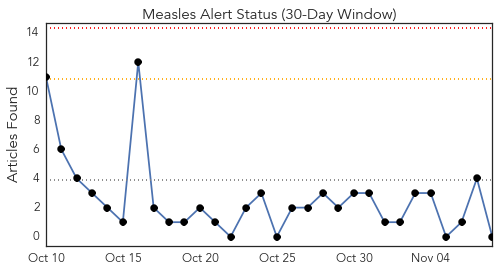 Measles Alert Status (30-Day Window)
Articles Found
14
12
10
8
6
4
2
0
Oct 10 Oct 15 Oct 20 Oct 25 Oct 30 Nov 04